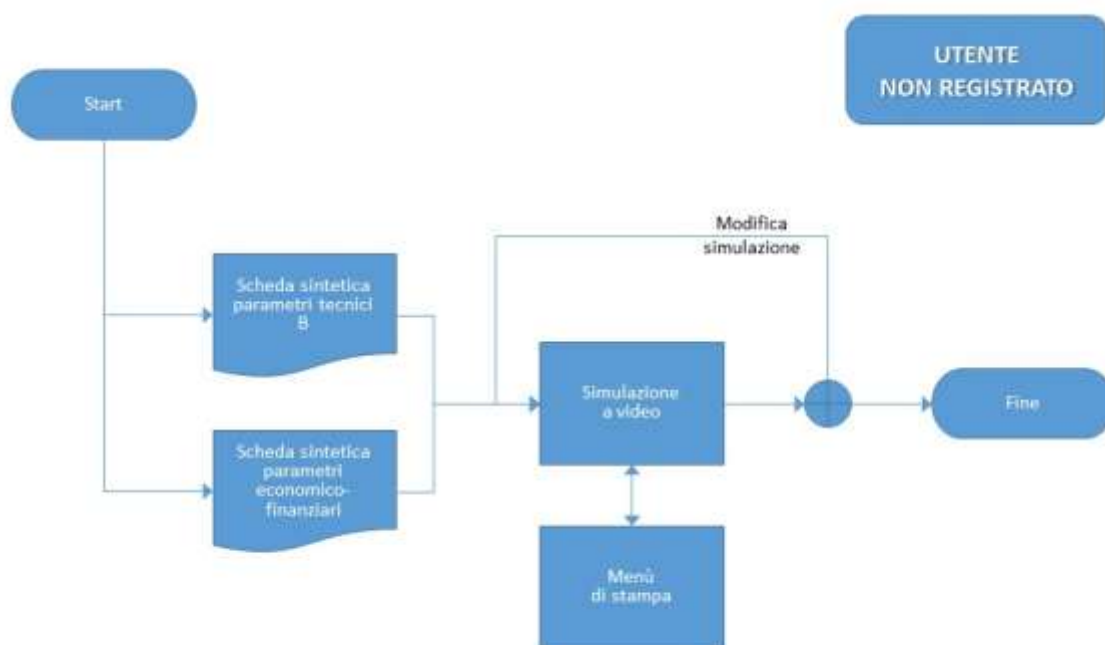 UTENTE
NON REGISTRATO
Start
Modifica
simulazione
Scheda sintetica
parametri tecnici
B
Simulazione
a video
Fine
Scheda sintetica
parametri
economico-
finanziari
Menù
di stampa